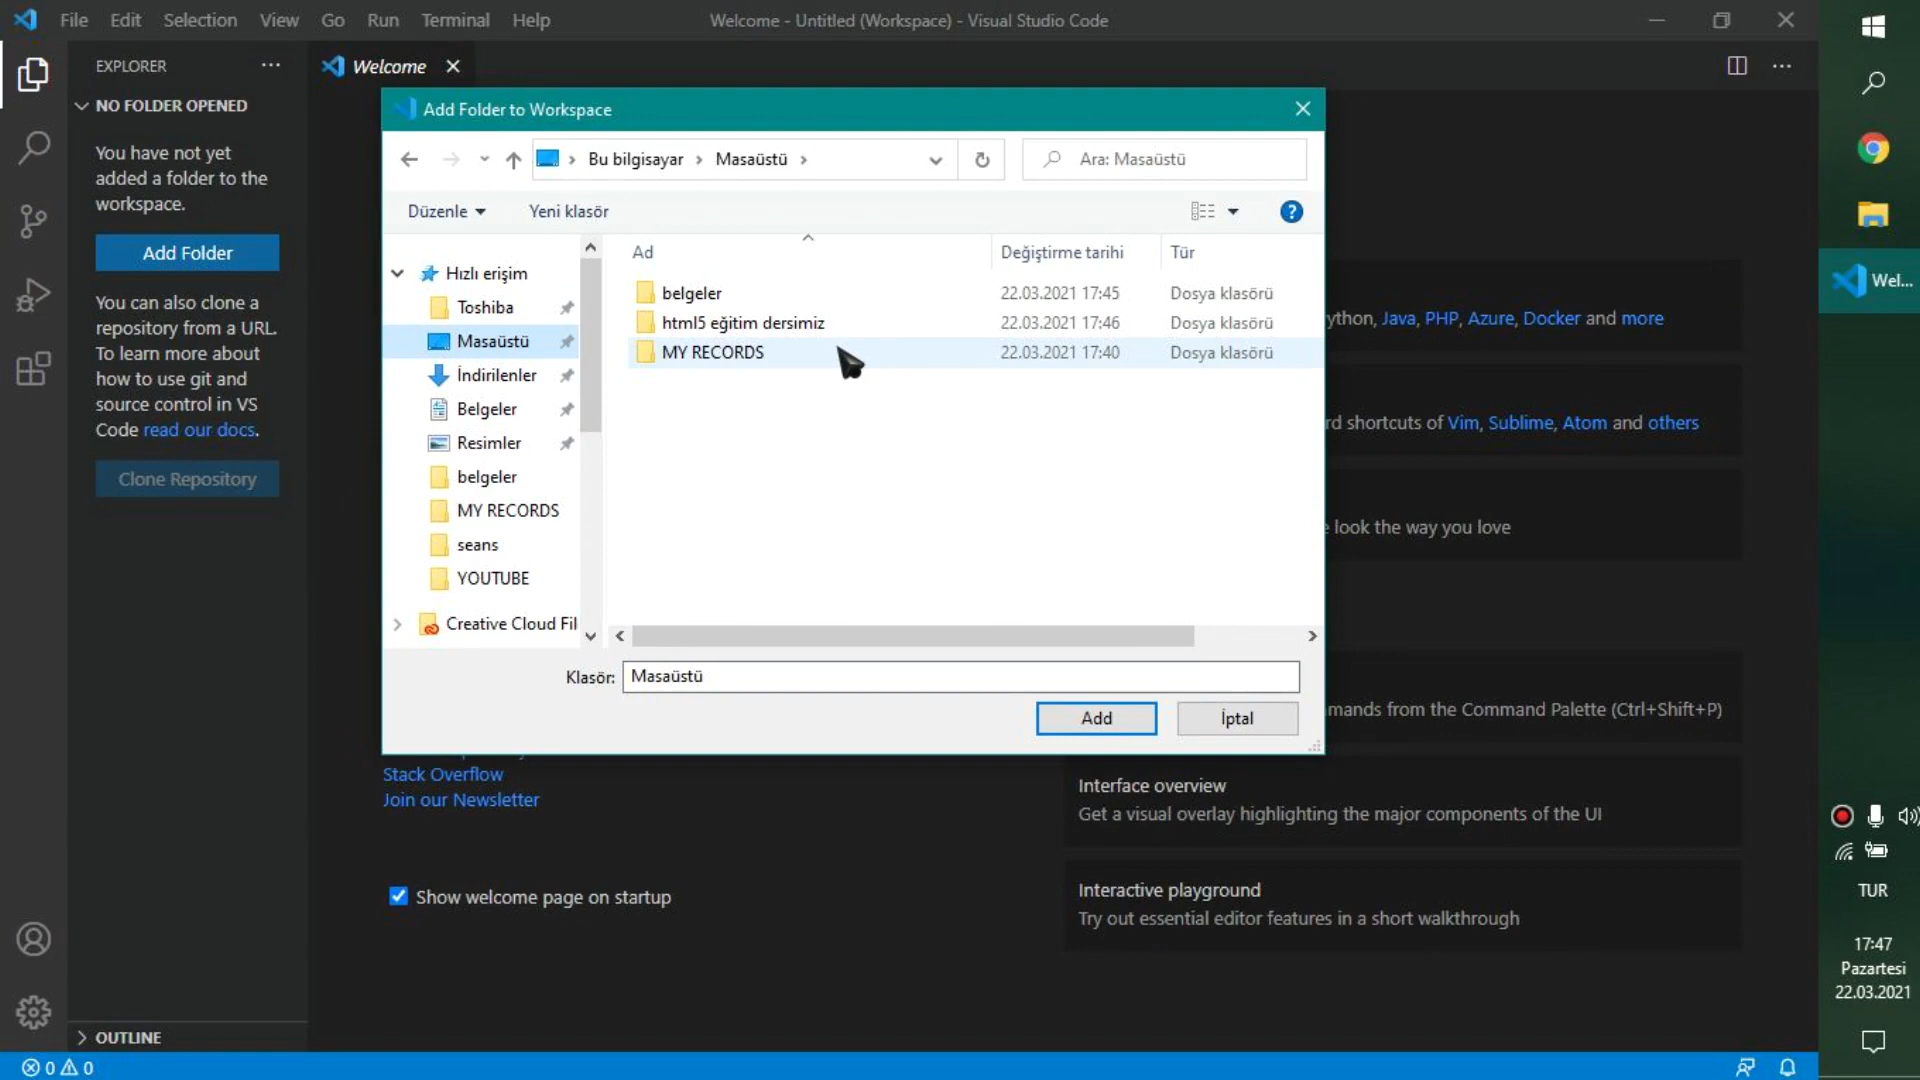 File Edit Selection View Go Run Terminal Help
Welcome - Untitled (Workspace) - Visual Studio Code
EXPLORER
Welcome
NO FOLDER OPENED
You have not yet
added a folder to the
workspace.
Add Folder
You can also clone a
repository from a URL.
To learn more about
how to use git and
source control in VS
Code read our docs.
Clone Repository
OUTLINE
Add Folder to Workspace
Bu bilgisayar Masaüstü
Ara: Masaüstü
Düzenle Yeni klasör
Hızlı erişim
Toshiba
Masaüstü
İndirilenler
Belgeler
Resimler
belgeler
MY RECORDS
seans
YOUTUBE
Creative Cloud Fil
Ad Değiştirme tarihi Tür
belgeler 22.03.2021 17:45 Dosya klasörü
html5 eğitim dersimiz 22.03.2021 17:46 Dosya klasörü
MY RECORDS 22.03.2021 17:40 Dosya klasörü
Klasör: Masaüstü
Add İptal
ython, Java, PHP, Azure, Docker and more
rd shortcuts of Vim, Sublime, Atom and others
look the way you love
mands from the Command Palette (Ctrl+Shift+P)
Stack Overflow
Join our Newsletter
Interface overview
Get a visual overlay highlighting the major components of the UI
Show welcome page on startup
Interactive playground
Try out essential editor features in a short walkthrough
0 0
Wel...
TUR
17:47
Pazartesi
22.03.2021